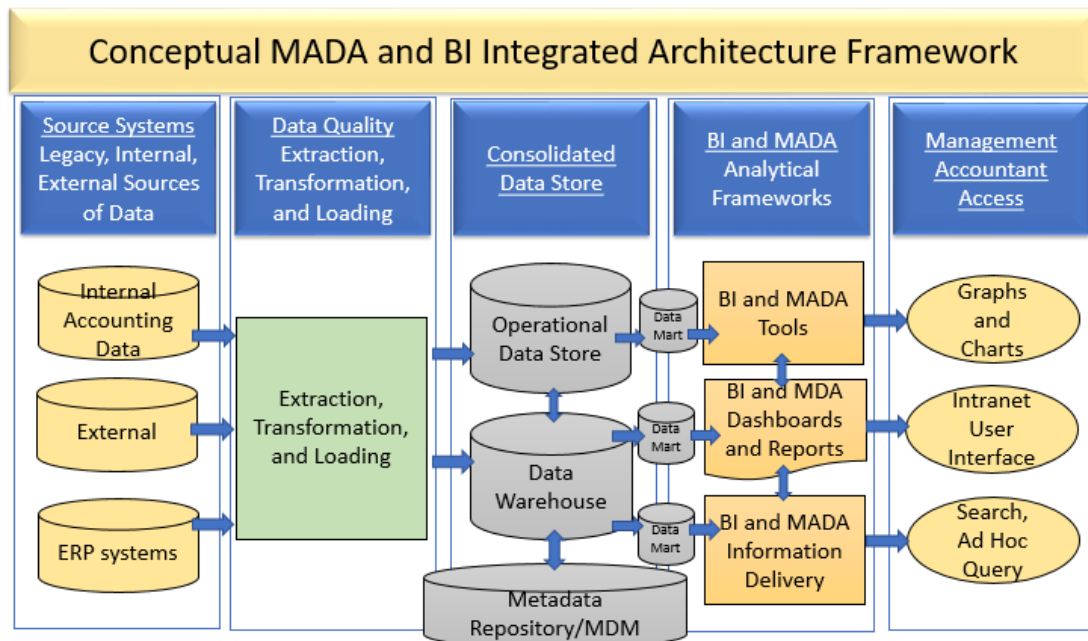 Conceptual MADA and BI Integrated Architecture Framework
Source Systems
Legacy, Internal,
External Sources
of Data
Data Quality
Extraction,
Transformation,
and Loading
Consolidated
Data Store
BI and MADA
Analytical
Frameworks
Management
Accountant
Access
Internal
Accounting
Data
External
ERP systems
Extraction,
Transformation,
and Loading
Operational
Data Store
Data
Warehouse
Metadata
Repository/MDM
Data
Mart
Data
Mart
Data
Mart
BI and MADA
Tools
BI and MDA
Dashboards
and Reports
BI and MADA
Information
Delivery
Graphs
and
Charts
Intranet
User
Interface
Search,
Ad Hoc
Query